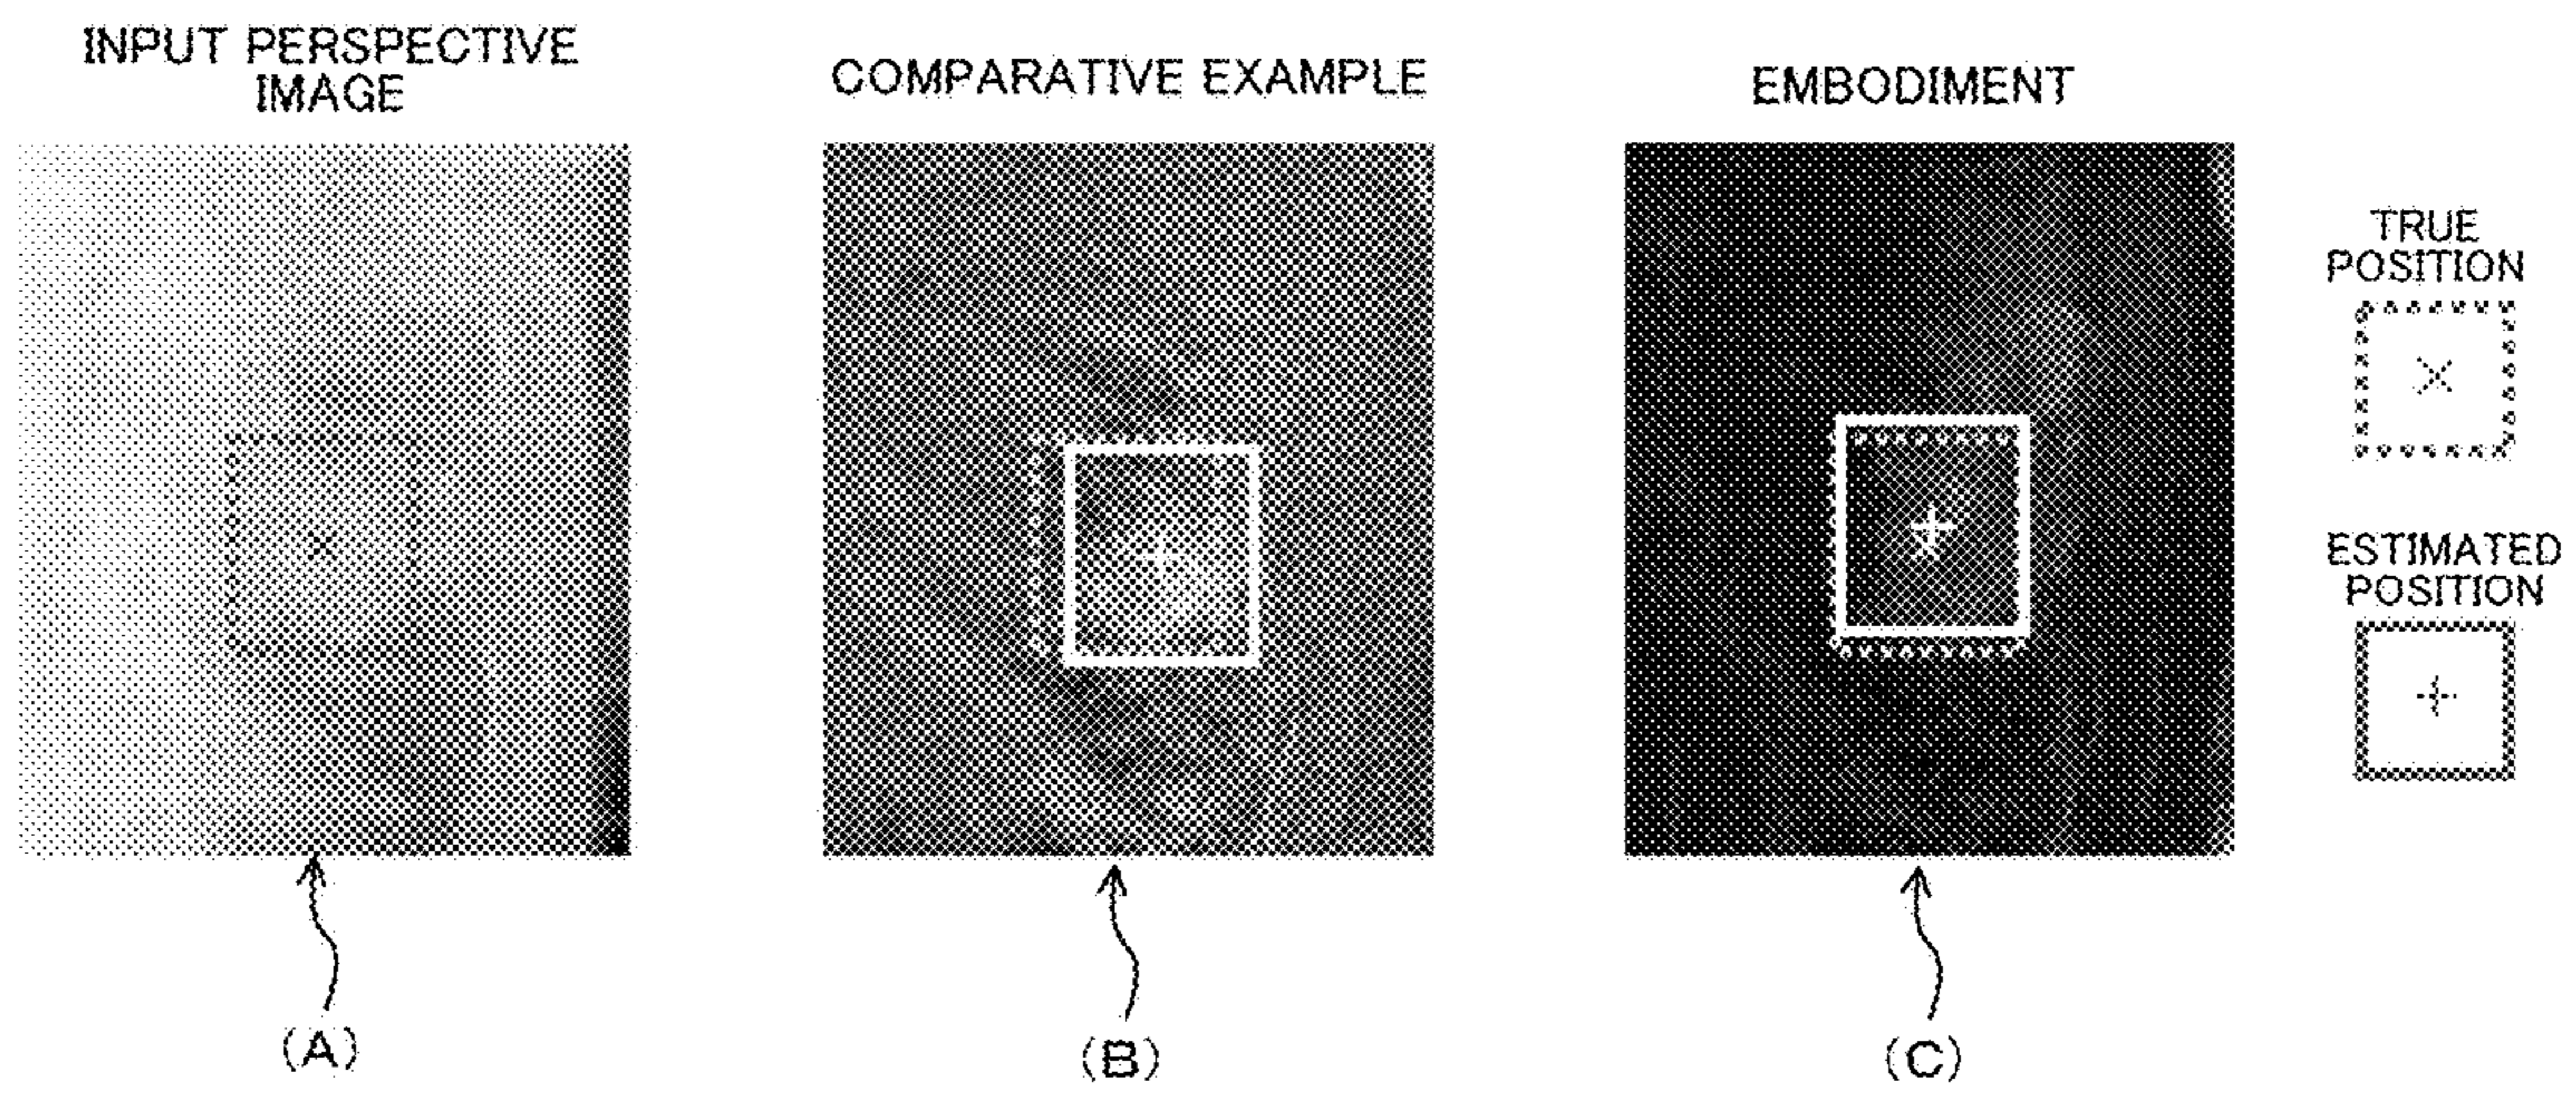 INPUT PERSPECTIVE
IMAGE
COMPARATIVE EXAMPLE
EMBODIMENT
TRUE
POSITION
ESTIMATED
POSITION
(A)
(B)
(C)